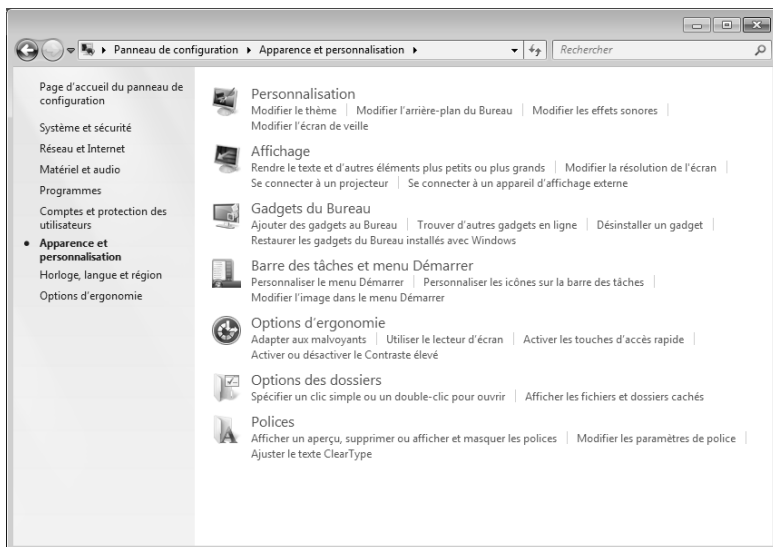 Panneau de configuration Apparence et personnalisation Rechercher
Page d'accueil du panneau de
configuration
Système et sécurité
Réseau et Internet
Matériel et audio
Programmes
Comptes et protection des
utilisateurs
Apparence et
personnalisation
Horloge, langue et région
Options d'ergonomie
Personnalisation
Modifier le thème Modifier l'arrière-plan du Bureau Modifier les effets sonores
Modifier l'écran de veille
Affichage
Rendre le texte et d'autres éléments plus petits ou plus grands Modifier la résolution de l'écran
Se connecter à un projecteur Se connecter à un appareil d'affichage externe
Gadgets du Bureau
Ajouter des gadgets au Bureau Trouver d'autres gadgets en ligne Désinstaller un gadget
Restaurer les gadgets du Bureau installés avec Windows
Barre des tâches et menu Démarrer
Personnaliser le menu Démarrer Personnaliser les icônes sur la barre des tâches
Modifier l'image dans le menu Démarrer
Options d'ergonomie
Adapter aux malvoyants Utiliser le lecteur d'écran Activer les touches d'accès rapide
Activer ou désactiver le Contraste élevé
Options des dossiers
Spécifier un clic simple ou un double-clic pour ouvrir Afficher les fichiers et dossiers cachés
Polices
Afficher un aperçu, supprimer ou afficher et masquer les polices Modifier les paramètres de police
Ajuster le texte ClearType